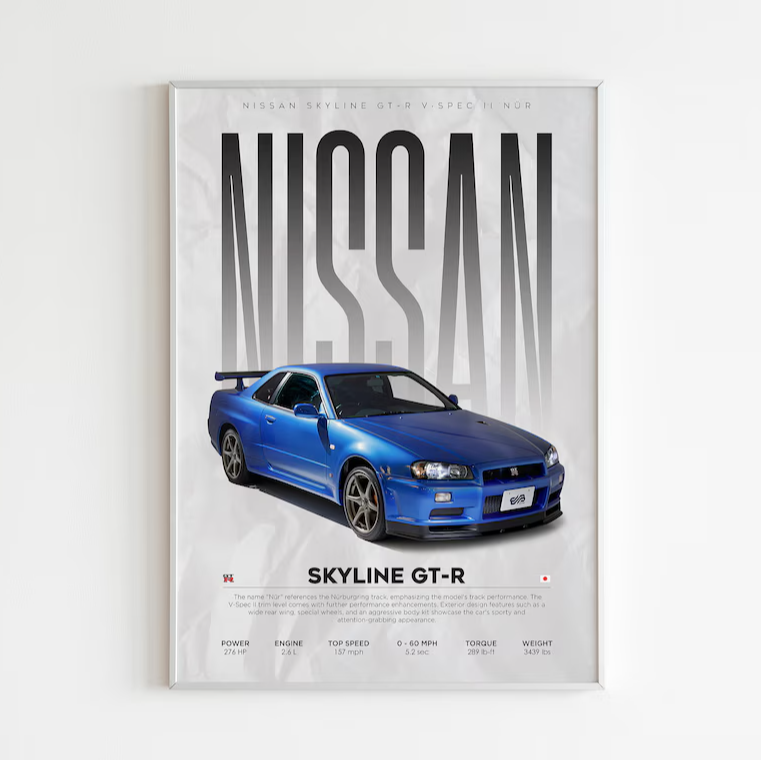 NISSAN SKYLINE GT-R V-SPEC II NÜR
NISSAN
SKYLINE GT-R
The name "Nür" references the Nürburgring track, emphasizing the model's track performance. The
V-Spec II trim level comes with further performance enhancements. Exterior design features such as a
wide rear wing, special wheels, and an aggressive body kit showcase the car's sporty and
attention-grabbing appearance.
POWER ENGINE TOP SPEED 0 - 60 MPH TORQUE WEIGHT
276 HP 2.6 L 157 mph 5.2 sec 289 lb-ft 3439 lbs